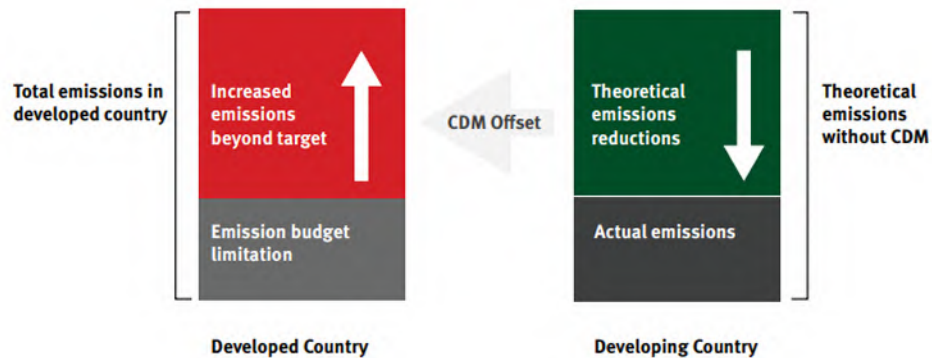 Total emissions in
developed country
Increased
emissions
beyond target
Emission budget
limitation
CDM Offset
Theoretical
emissions
reductions
Actual emissions
Theoretical
emissions
without CDM
Developed Country
Developing Country